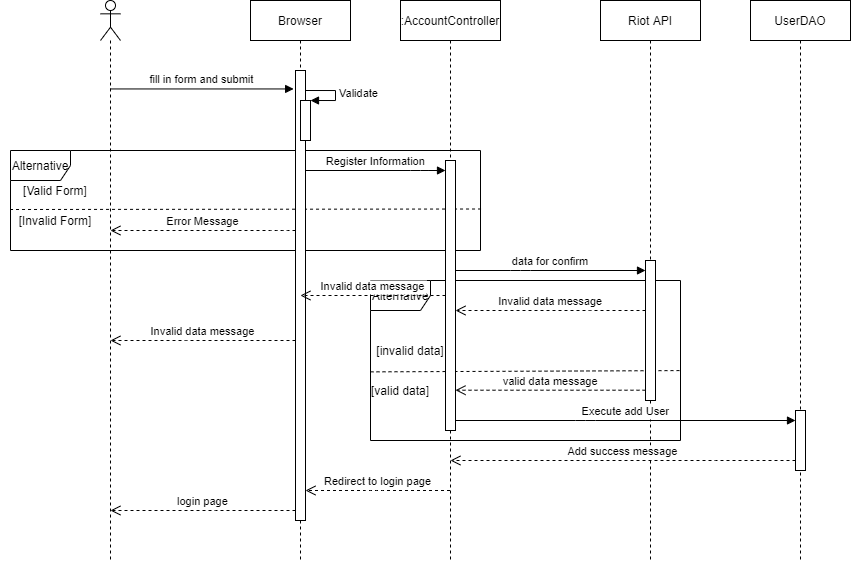 Browser
:AccountController
Riot API
UserDAO
fill in form and submit
Validate
Alternative
Register Information
[Valid Form]
[Invalid Form]
Error Message
data for confirm
Invalid data message
Alternative
Invalid data message
Invalid data message
[invalid data]
valid data message
[valid data]
Execute add User
Add success message
Redirect to login page
login page